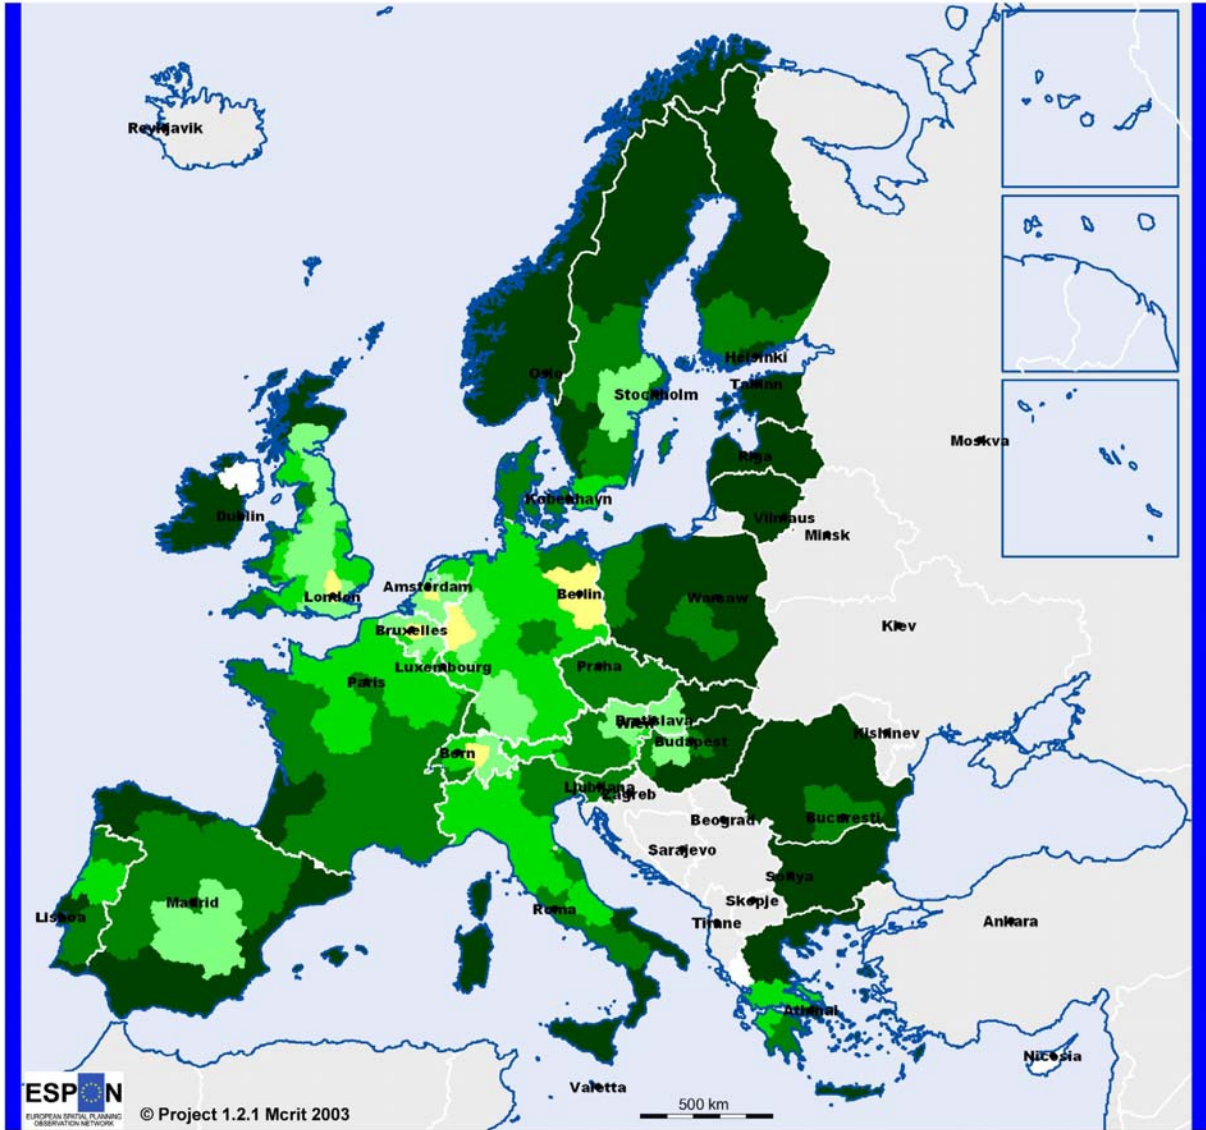 Reykjavik
Oslo
Helsinki
Tallinn
Stockholm
Moskva
Riga
Kobenhavn
Dublin
Vilniaus
Minsk
Amsterdam
Berlin
London
Warsaw
Kiev
Bruxelles
Luxembourg
Praha
Paris
Bratislava
Wien
Kishinev
Budapest
Bern
Ljubljana
Zagreb
Beograd
Bucuresti
Sarajevo
Sofiya
Skopje
Madrid
Roma
Lisboa
Tirane
Ankara
Athinai
Nicosia
Valetta
ESPON
EUROPEAN SPATIAL PLANNING
OBSERVATION NETWORK
© Project 1.2.1 Mcrit 2003
500 km